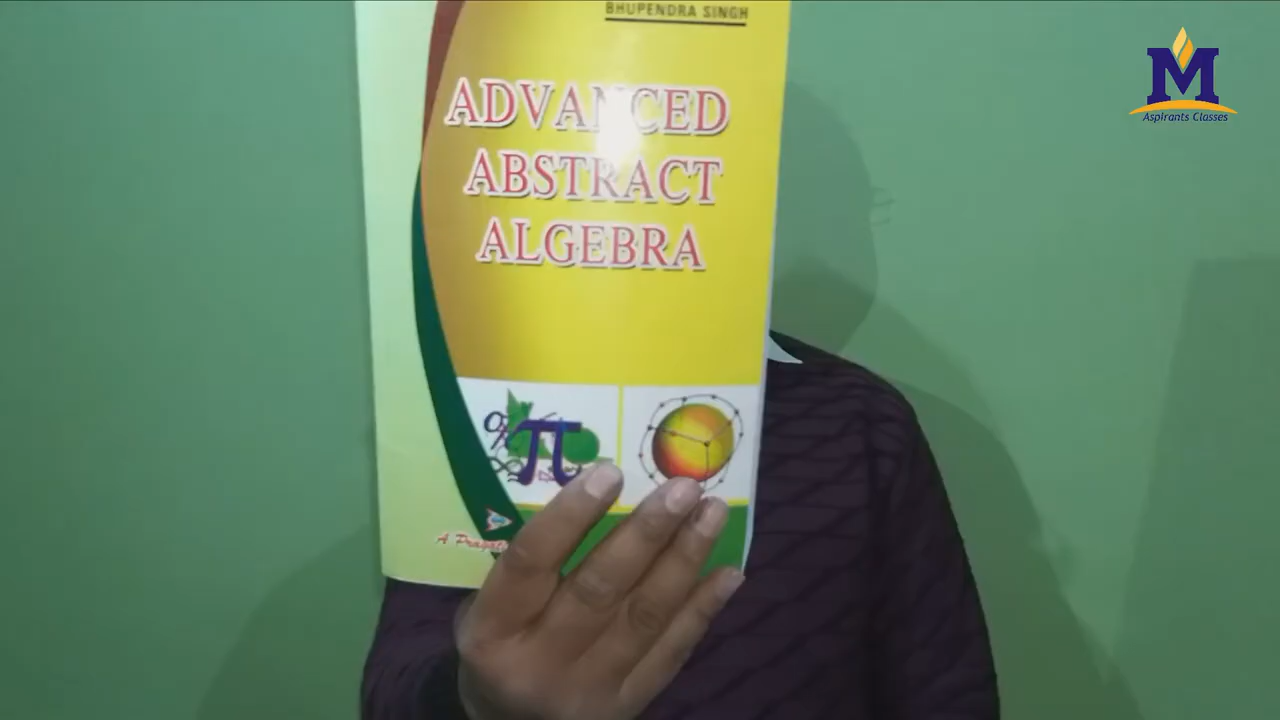 BHUPENDRA SINGH
ADVANCED
ABSTRACT
ALGEBRA
A
M
Aspirants Classes